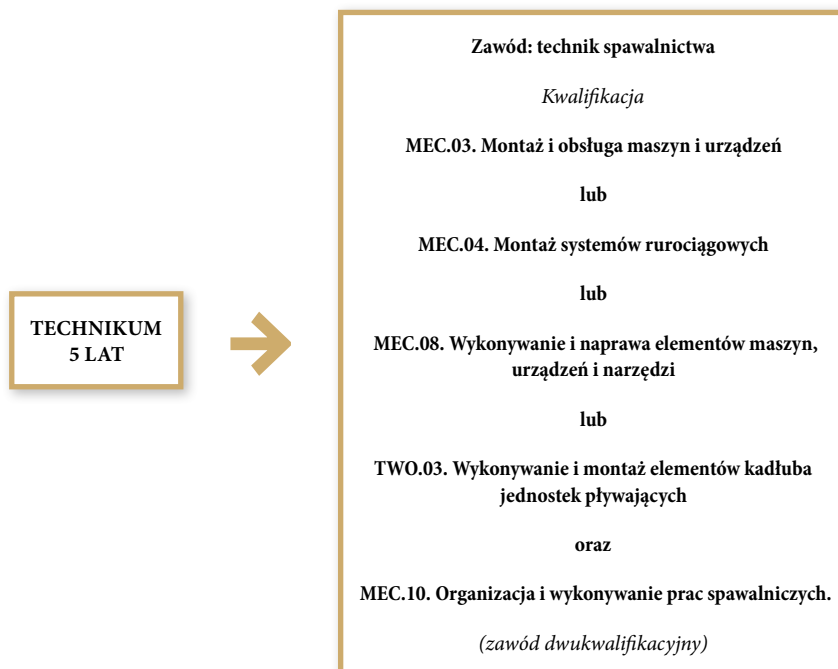 TECHNIKUM
5 LAT
Zawód: technik spawalnictwa
Kwalifikacja
MEC.03. Montaż i obsługa maszyn i urządzeń
lub
MEC.04. Montaż systemów rurociągowych
lub
MEC.08. Wykonywanie i naprawa elementów maszyn,
urządzeń i narzędzi
lub
TWO.03. Wykonywanie i montaż elementów kadłuba
jednostek pływających
oraz
MEC.10. Organizacja i wykonywanie prac spawalniczych.
(zawód dwukwalifikacyjny)